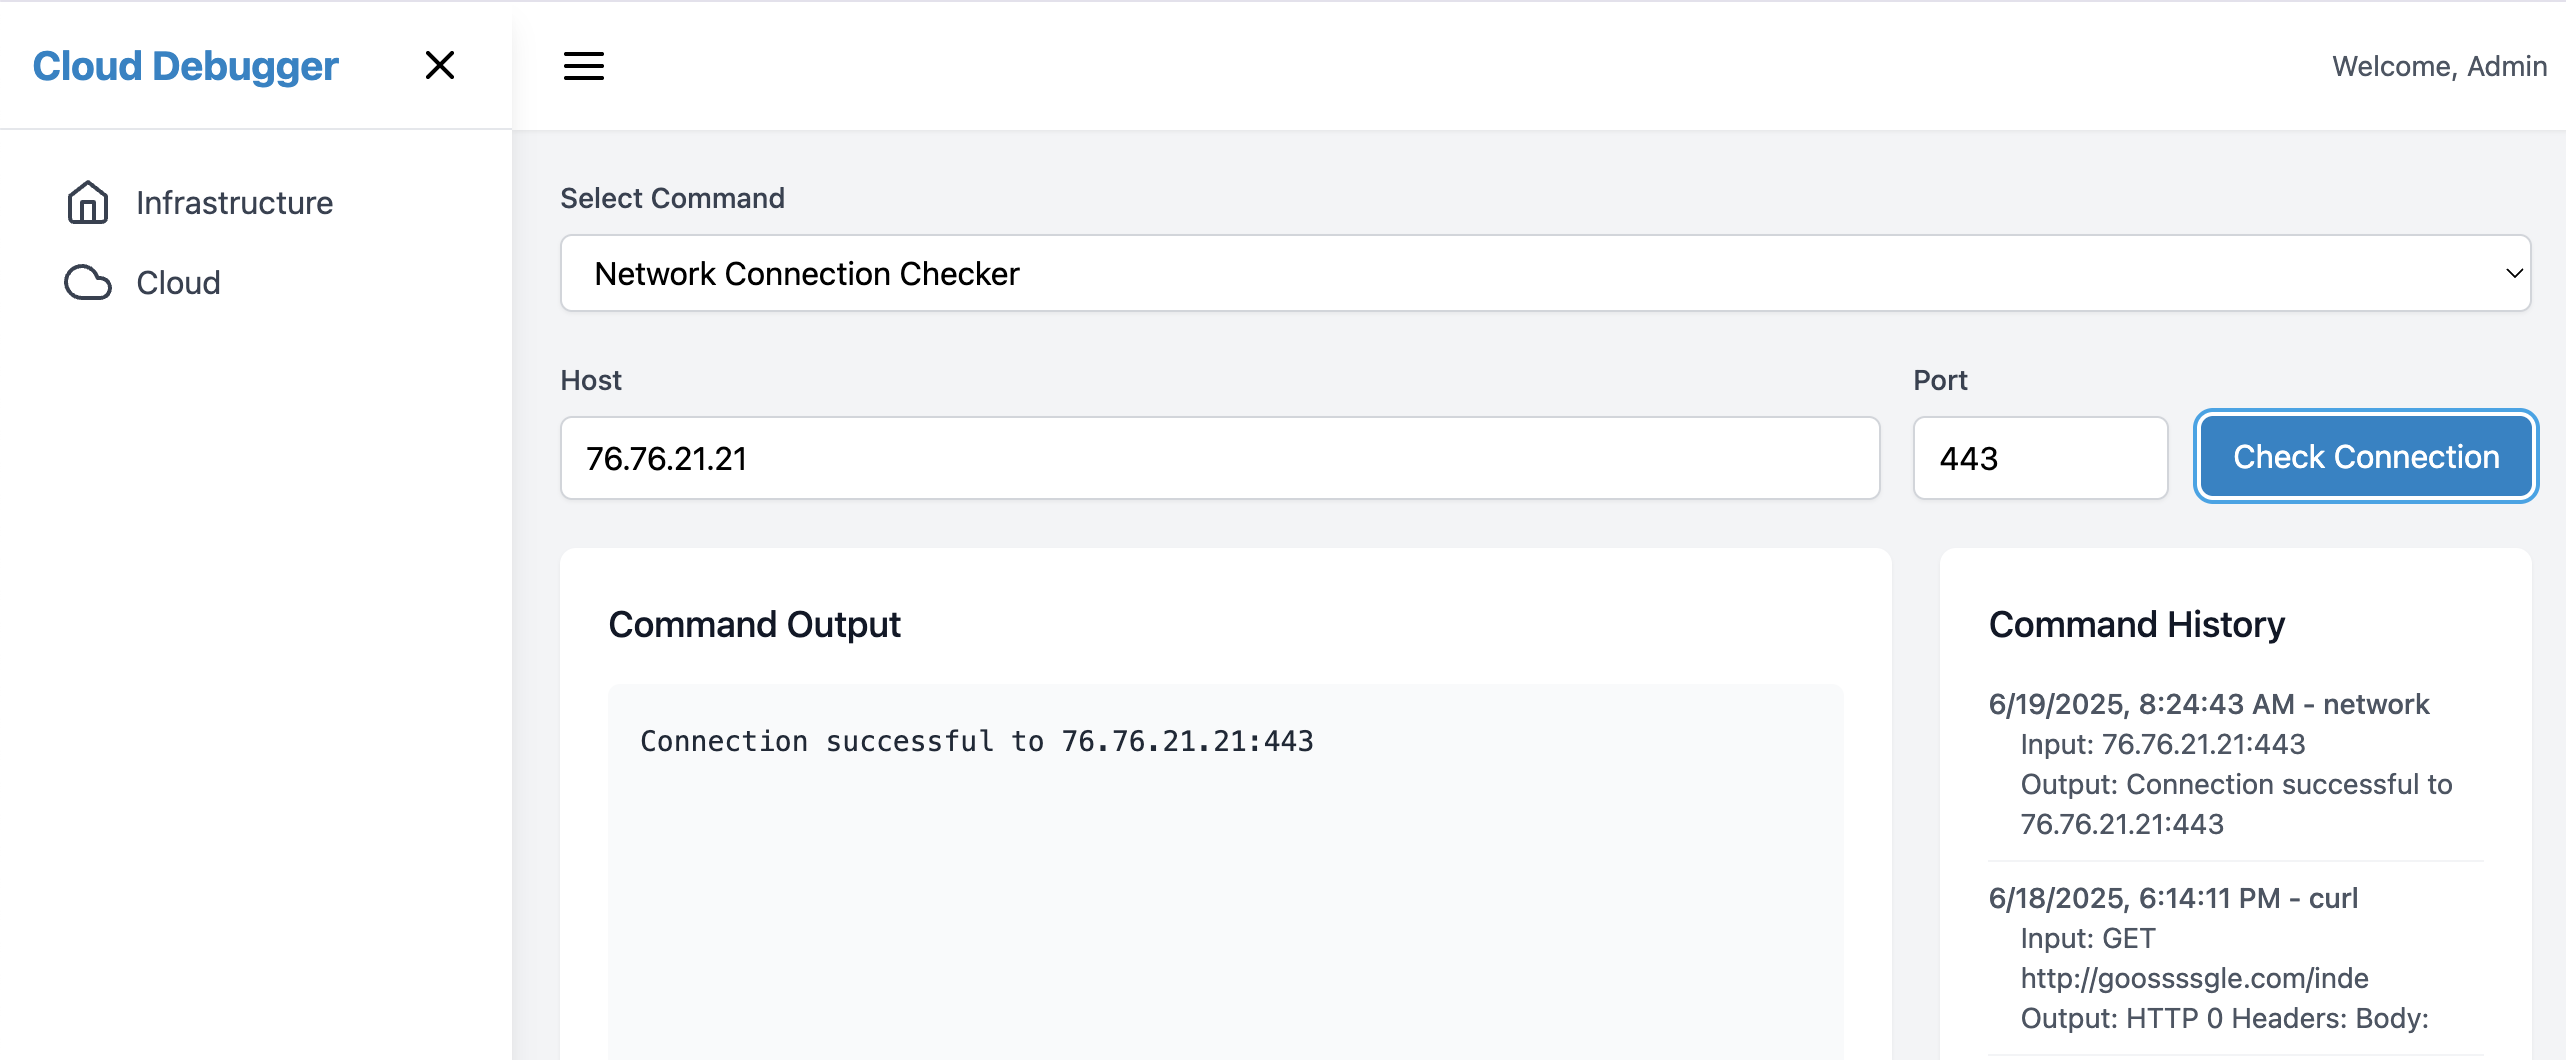 Cloud Debugger
Welcome, Admin
Infrastructure
Cloud
Select Command
Network Connection Checker
Host
Port
76.76.21.21
443
Check Connection
Command Output
Connection successful to 76.76.21.21:443
Command History
6/19/2025, 8:24:43 AM - network
Input: 76.76.21.21:443
Output: Connection successful to
76.76.21.21:443
6/18/2025, 6:14:11 PM - curl
Input: GET
http://goossssgle.com/inde
Output: HTTP 0 Headers: Body: